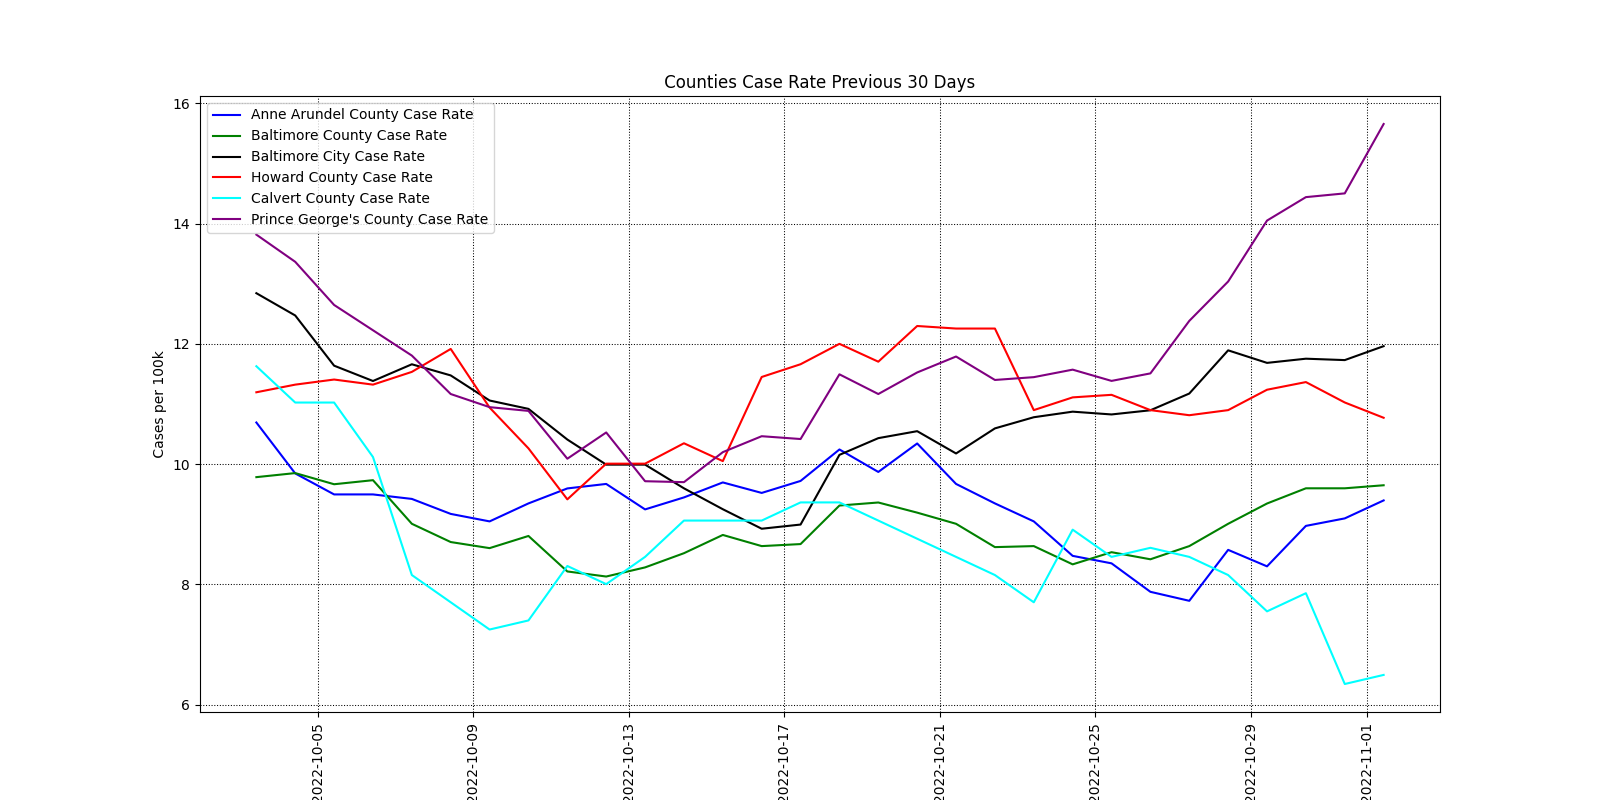 Counties Case Rate Previous 30 Days
Anne Arundel County Case Rate
Baltimore County Case Rate
Baltimore City Case Rate
Howard County Case Rate
Calvert County Case Rate
Prince George's County Case Rate
Cases per 100k
16
14
12
10
8
6
2022-10-05
2022-10-09
2022-10-13
2022-10-17
2022-10-21
2022-10-25
2022-10-29
2022-11-01